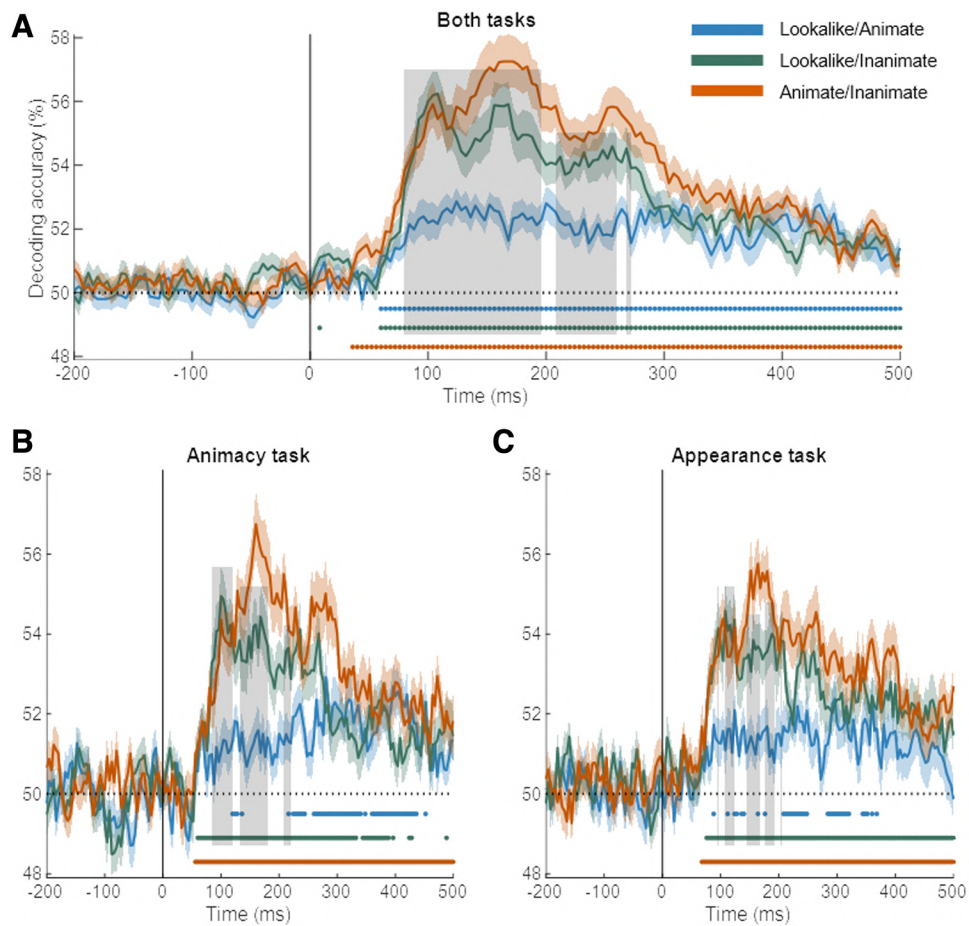 A
Both tasks
Lookalike/Animate
Lookalike/Inanimate
Animate/Inanimate
Decoding accuracy (%)
58
56
54
52
50
48
-200 -100 0 100 200 300 400 500
Time (ms)
B
Animacy task
58
56
54
52
50
48
-200 -100 0 100 200 300 400 500
Time (ms)
C
Appearance task
58
56
54
52
50
48
-200 -100 0 100 200 300 400 500
Time (ms)